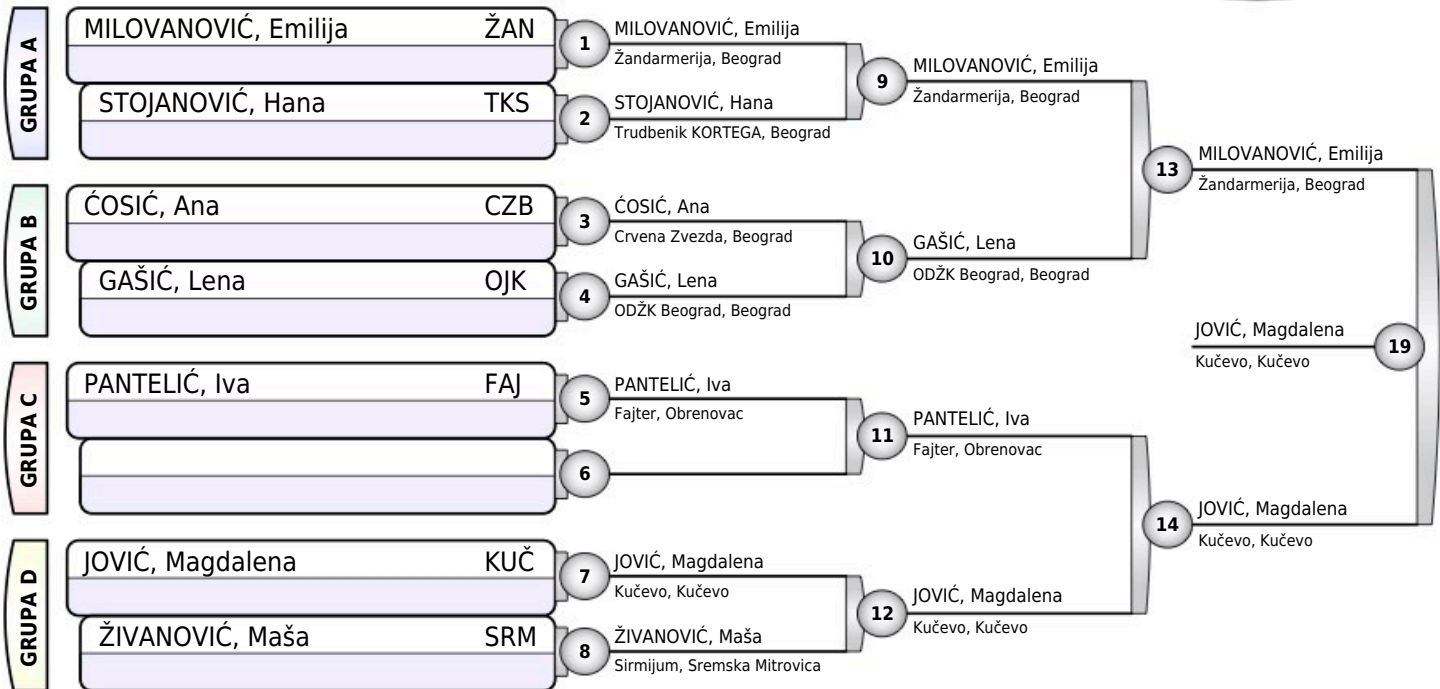 GRUPA A
MILOVANOVIĆ, Emilija ŽAN
STOJANOVIĆ, Hana TKS
1
MILOVANOVIĆ, Emilija
Žandarmerija, Beograd
2
STOJANOVIĆ, Hana
Trudbenik KORTEGA, Beograd
9
MILOVANOVIĆ, Emilija
Žandarmerija, Beograd
GRUPA B
ĆOSIĆ, Ana CZB
GAŠIĆ, Lena OJK
3
ĆOSIĆ, Ana
Crvena Zvezda, Beograd
4
GAŠIĆ, Lena
ODŽK Beograd, Beograd
10
GAŠIĆ, Lena
ODŽK Beograd, Beograd
13
MILOVANOVIĆ, Emilija
Žandarmerija, Beograd
GRUPA C
PANTELIĆ, Iva FAJ
5
PANTELIĆ, Iva
Fajter, Obrenovac
6
11
PANTELIĆ, Iva
Fajter, Obrenovac
GRUPA D
JOVIĆ, Magdalena KUČ
ŽIVANOVIĆ, Maša SRM
7
JOVIĆ, Magdalena
Kučevo, Kučevo
8
ŽIVANOVIĆ, Maša
Sirmijum, Sremska Mitrovica
12
JOVIĆ, Magdalena
Kučevo, Kučevo
14
JOVIĆ, Magdalena
Kučevo, Kučevo
JOVIĆ, Magdalena
Kučevo, Kučevo
19